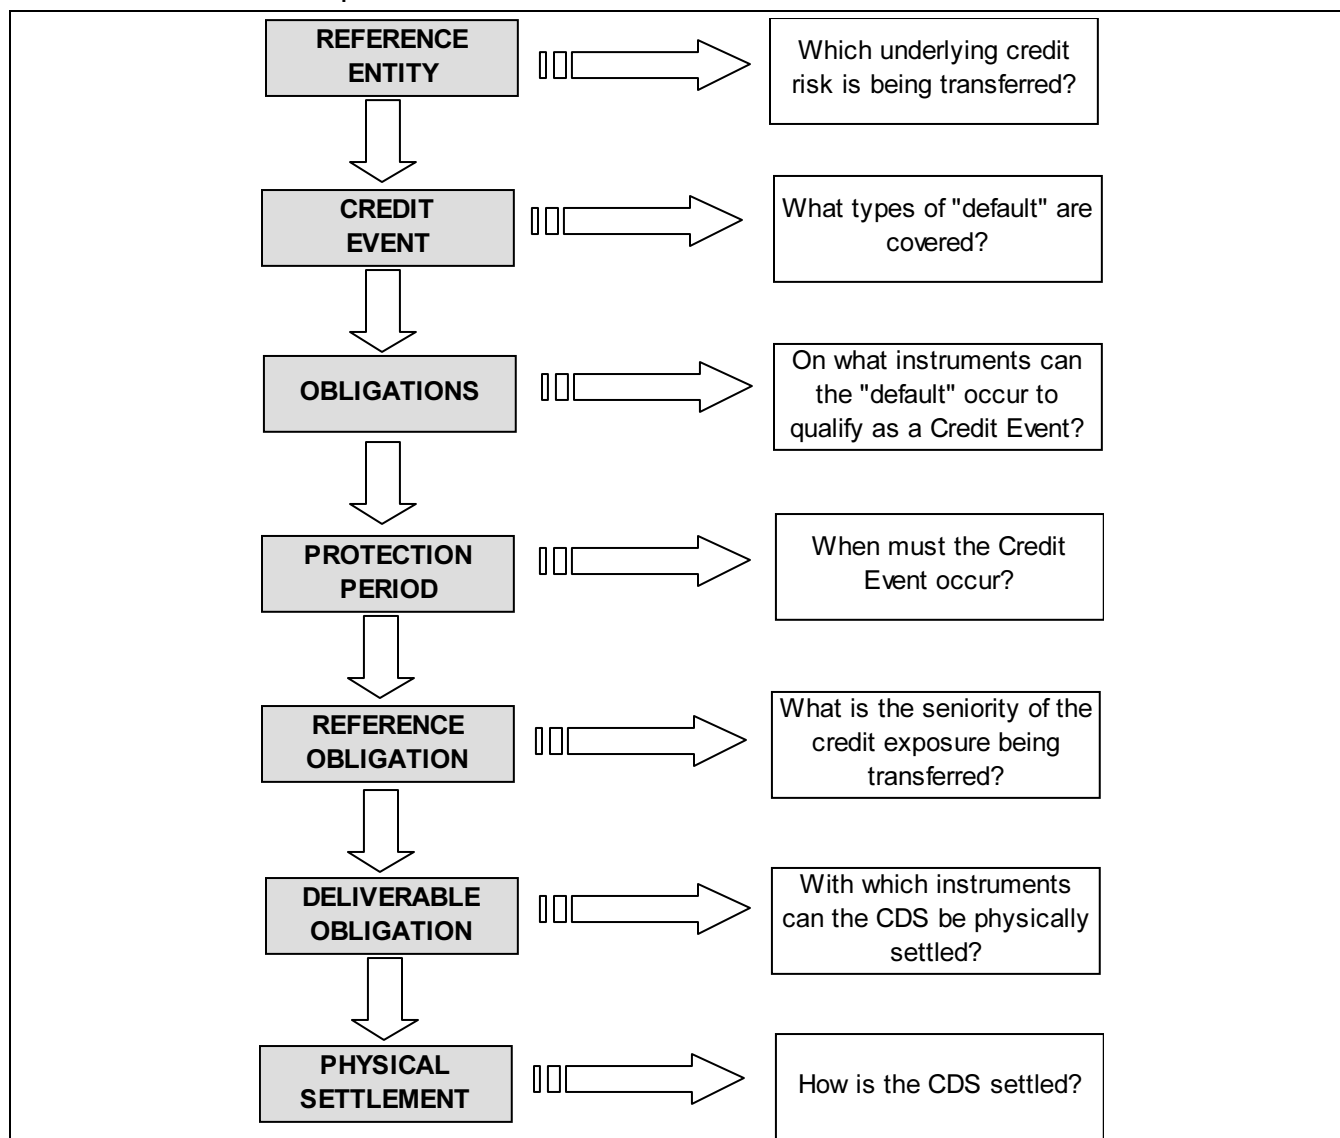 REFERENCE
ENTITY
Which underlying credit
risk is being transferred?
CREDIT
EVENT
What types of "default" are
covered?
OBLIGATIONS
On what instruments can
the "default" occur to
qualify as a Credit Event?
PROTECTION
PERIOD
When must the Credit
Event occur?
REFERENCE
OBLIGATION
What is the seniority of the
credit exposure being
transferred?
DELIVERABLE
OBLIGATION
With which instruments
can the CDS be physically
settled?
PHYSICAL
SETTLEMENT
How is the CDS settled?